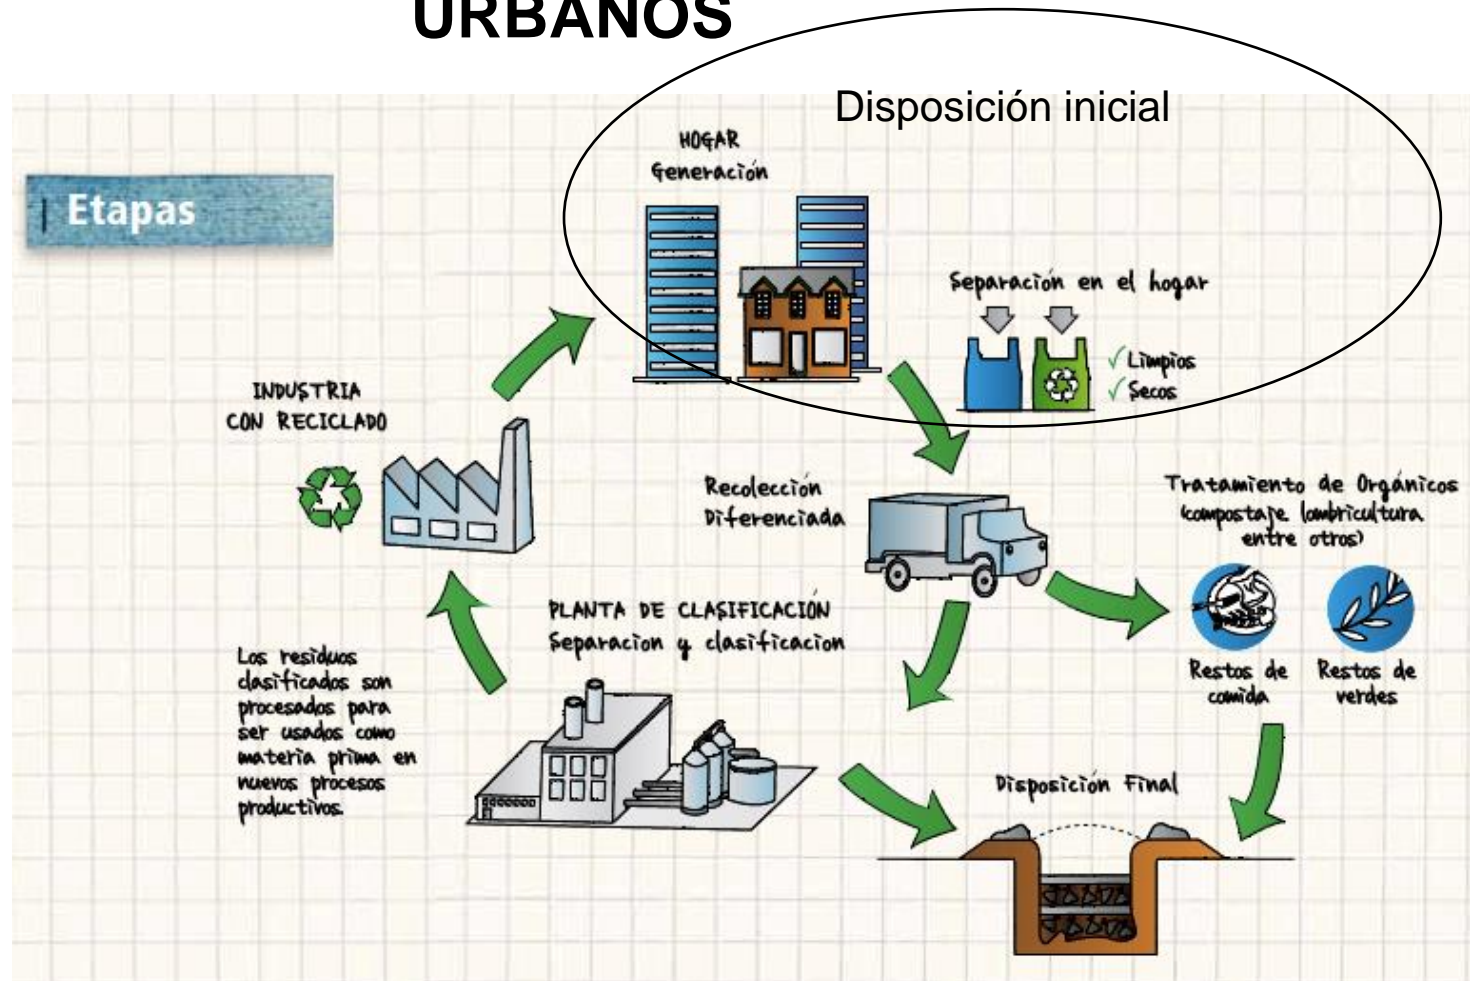 URBANOS
Disposición inicial
HOGAR
Generación
Etapas
Separación en el hogar
✓ Limpios
✓ Secos
INDUSTRIA
CON RECICLADO
Recolección
Diferenciada
Tratamiento de Orgánicos
(compostaje, lombricultura
entre otros)
PLANTA DE CLASIFICACIÓN
Separacion y clasificacion
Los residuos
clasificados son
procesados para
ser usados como
materia prima en
nuevos procesos
productivos.
Restos de
comida
Restos de
verdes
Disposición Final